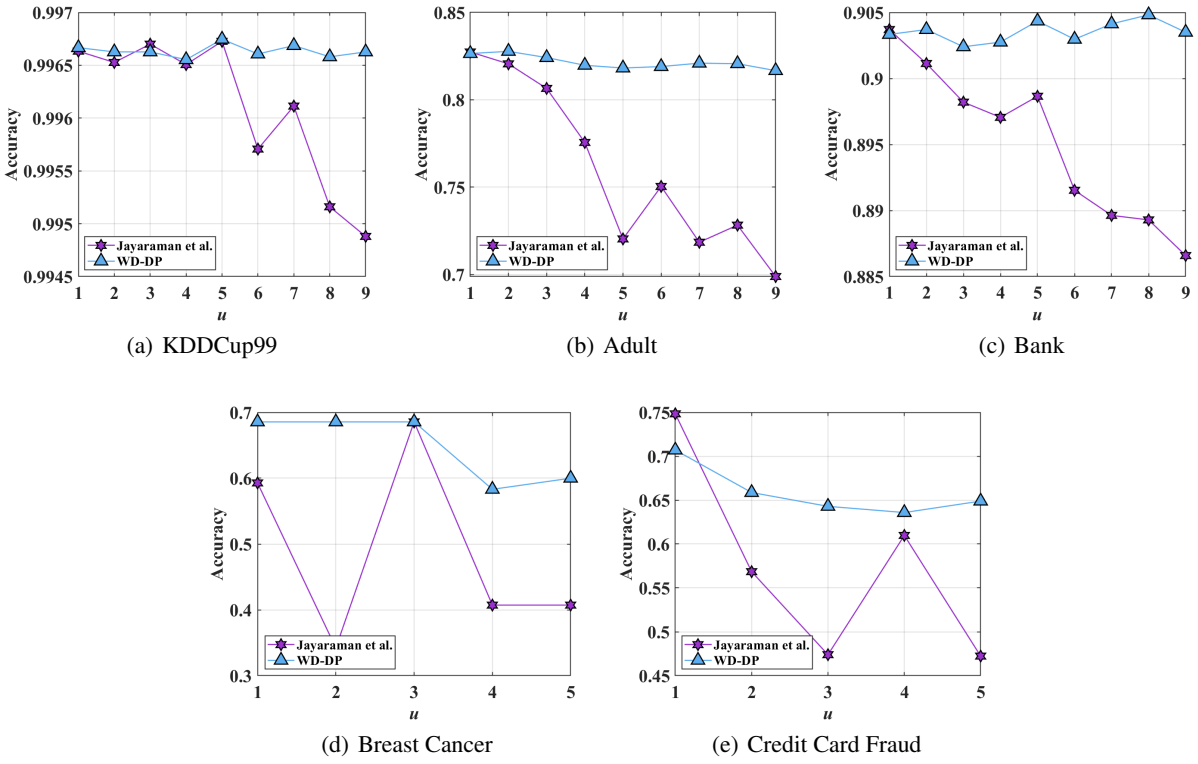 0.997
0.9965
0.996
0.9955
0.995
0.9945
Accuracy
Jayaraman et al.
WD-DP
1 2 3 4 5 6 7 8 9
u
(a) KDDCup99
0.85
0.8
0.75
0.7
Accuracy
Jayaraman et al.
WD-DP
1 2 3 4 5 6 7 8 9
u
(b) Adult
0.905
0.9
0.895
0.89
0.885
Accuracy
Jayaraman et al.
WD-DP
1 2 3 4 5 6 7 8 9
u
(c) Bank
0.7
0.6
0.5
0.4
0.3
Accuracy
Jayaraman et al.
WD-DP
1 2 3 4 5
u
(d) Breast Cancer
0.75
0.7
0.65
0.6
0.55
0.5
0.45
Accuracy
Jayaraman et al.
WD-DP
1 2 3 4 5
u
(e) Credit Card Fraud